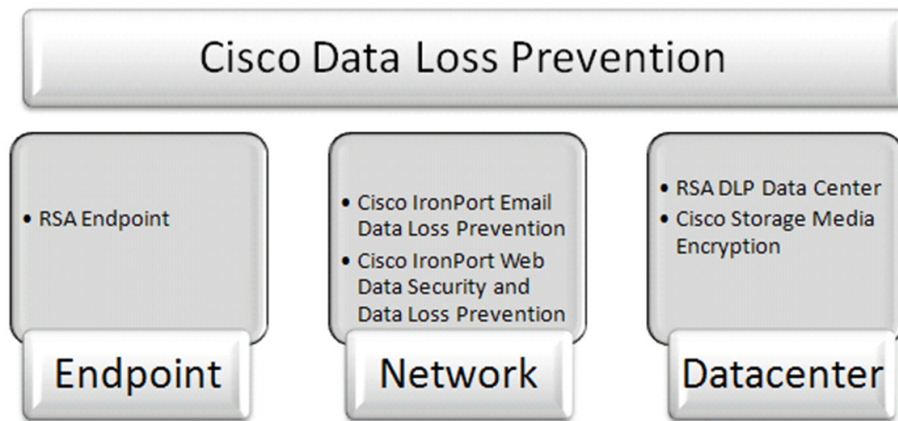 Cisco Data Loss Prevention
• RSA Endpoint
Endpoint
• Cisco IronPort Email
Data Loss Prevention
• Cisco IronPort Web
Data Security and
Data Loss Prevention
Network
• RSA DLP Data Center
• Cisco Storage Media
Encryption
Datacenter